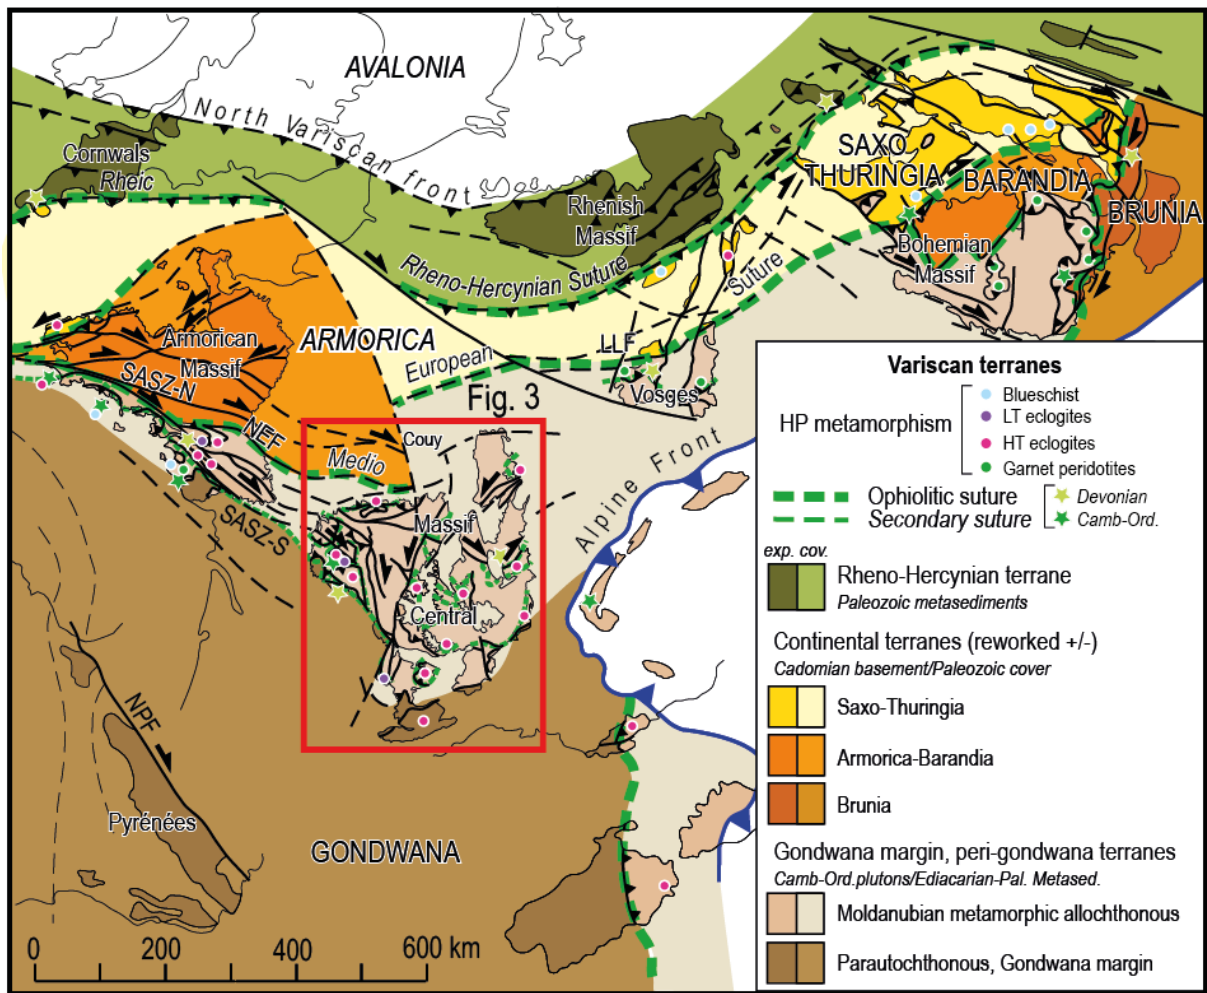 AVALONIA
North Variscan front
Cornwals
Rheic
Rhenish
Massif
SAXO
THURINGIA
BARANDIA
BRUNIA
Bohemian
Massif
Rheno-Hercynian Suture
Suture
European
Medio
ARMORICA
Armorican
Massif
LLF
Vosges
SASZ-N
NEF
SASZ-S
Fig. 3
Couy
Massif
Central
Alpine Front
NPF
Pyrénées
GONDWANA
0 200 400 600 km
Variscan terranes
HP metamorphism
Blueschist
LT eclogites
HT eclogites
Garnet peridotites
Ophiolitic suture
Secondary suture
Devonian
Camb-Ord.
exp. cov.
Rheno-Hercynian terrane
Paleozoic metasediments
Continental terranes (reworked +/-)
Cadomian basement/Paleozoic cover
Saxo-Thuringia
Armorica-Barandia
Brunia
Gondwana margin, peri-gondwana terranes
Camb-Ord.plutons/Ediacarian-Pal. Metased.
Moldanubian metamorphic allochthonous
Parautochthonous, Gondwana margin